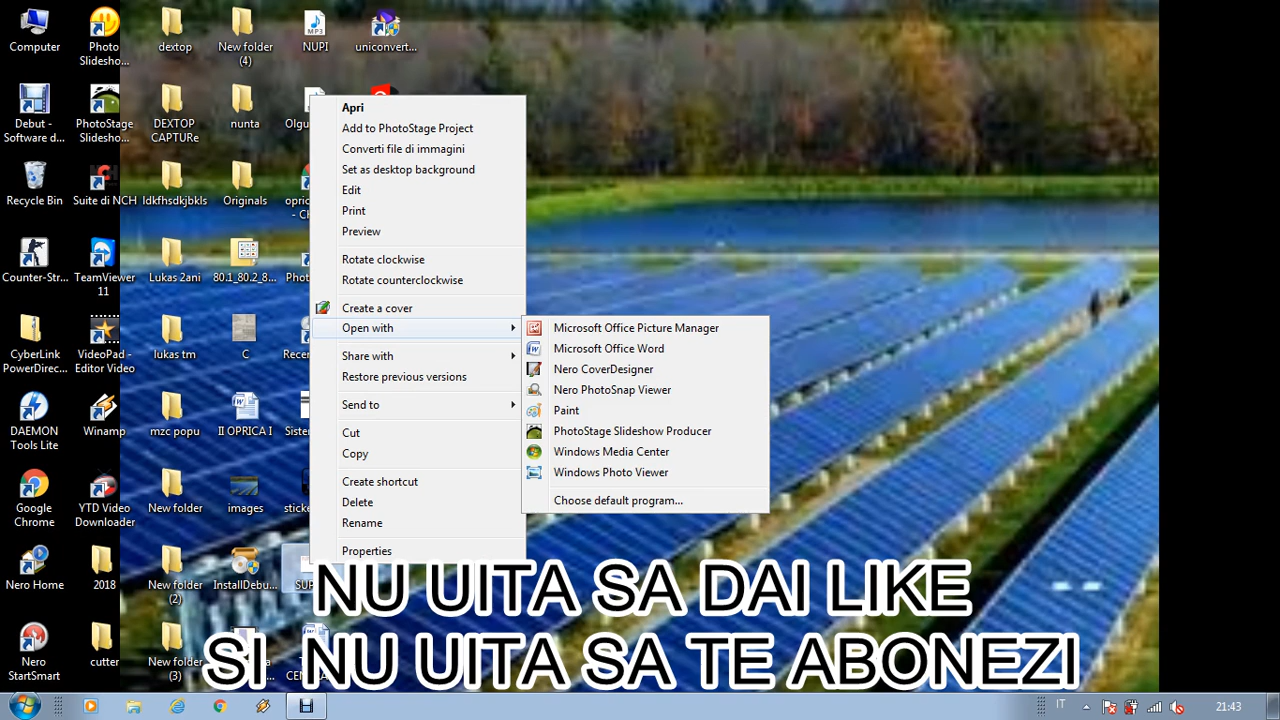 Computer
Photo
Slidesho...
dextop
New folder
(4)
NUPI
uniconvert...
Debut -
Software d...
PhotoStage
Slidesho...
DEXTOP
CAPTURe
nunta
Olgu
Recycle Bin
Suite di NCH
ldkfhsdkjbkls
Originals
opric
- CH
Counter-Str...
TeamViewer
11
Lukas 2ani
80.1_80.2_8...
Pho
CyberLink
PowerDirec...
VideoPad -
Editor Video
lukas tm
C
Recen
DAEMON
Tools Lite
Winamp
mzc popu
II OPRICA I
Sister
Google
Chrome
YTD Video
Downloader
New folder
images
sticke
Nero Home
2018
New folder
(2)
InstallDebu...
SUP
Nero
StartSmart
cutter
New folder
(3)
Apri
Add to PhotoStage Project
Converti file di immagini
Set as desktop background
Edit
Print
Preview
Rotate clockwise
Rotate counterclockwise
Create a cover
Open with
Share with
Restore previous versions
Send to
Cut
Copy
Create shortcut
Delete
Rename
Properties
Microsoft Office Picture Manager
Microsoft Office Word
Nero CoverDesigner
Nero PhotoSnap Viewer
Paint
PhotoStage Slideshow Producer
Windows Media Center
Windows Photo Viewer
Choose default program...
NU UITA SA DAI LIKE
SI NU UITA SA TE ABONEZI
IT
21:43